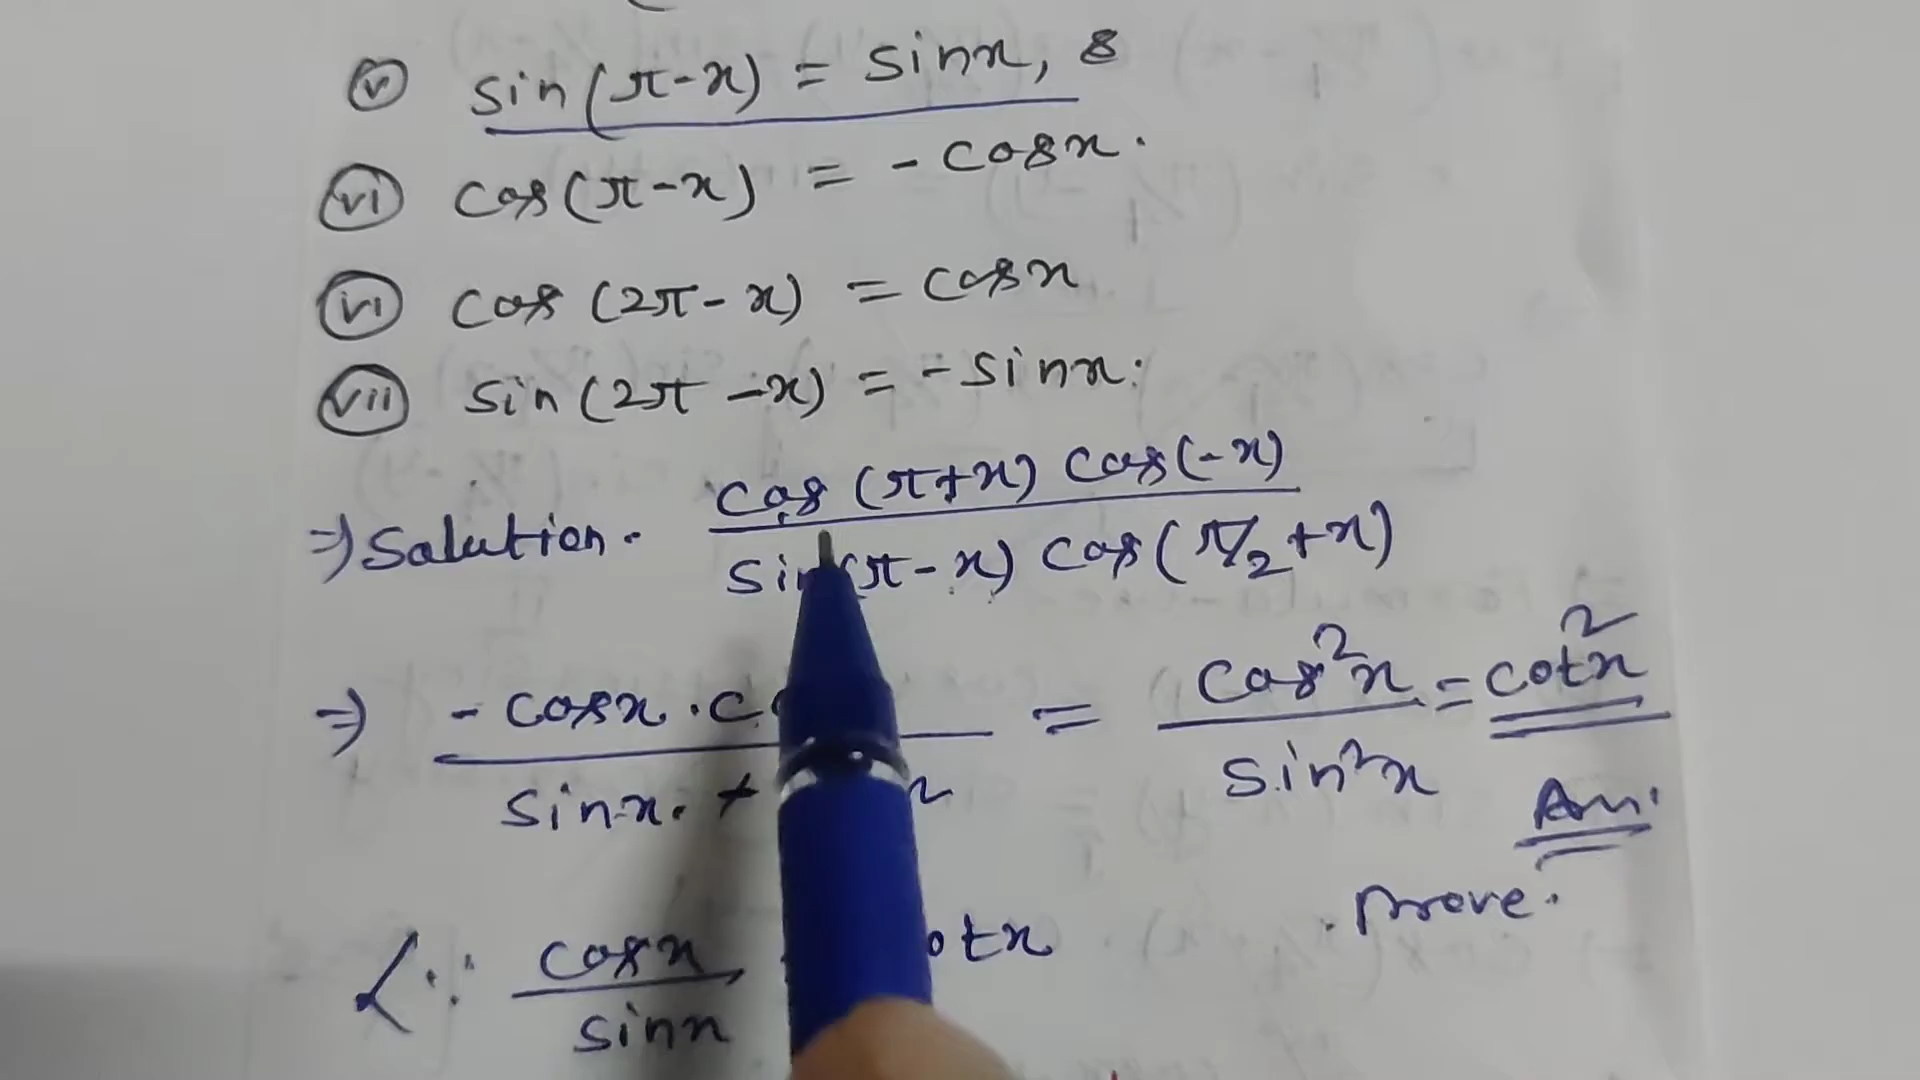 (v) sin(π-x) = sinx, &
(vi) cos(π-x) = -cosx.
(vi) cos(2π-x) = cosx
(vii) sin(2π-x) = -sinx.
⇒ Solution. cos(π+x) cos(-x)
sin(π-x) cos(π/2+x)
⇒ -cosx . = cos²x = cot²x
sinx. sin²x Ans.
prove.
∵ cosx
sinx